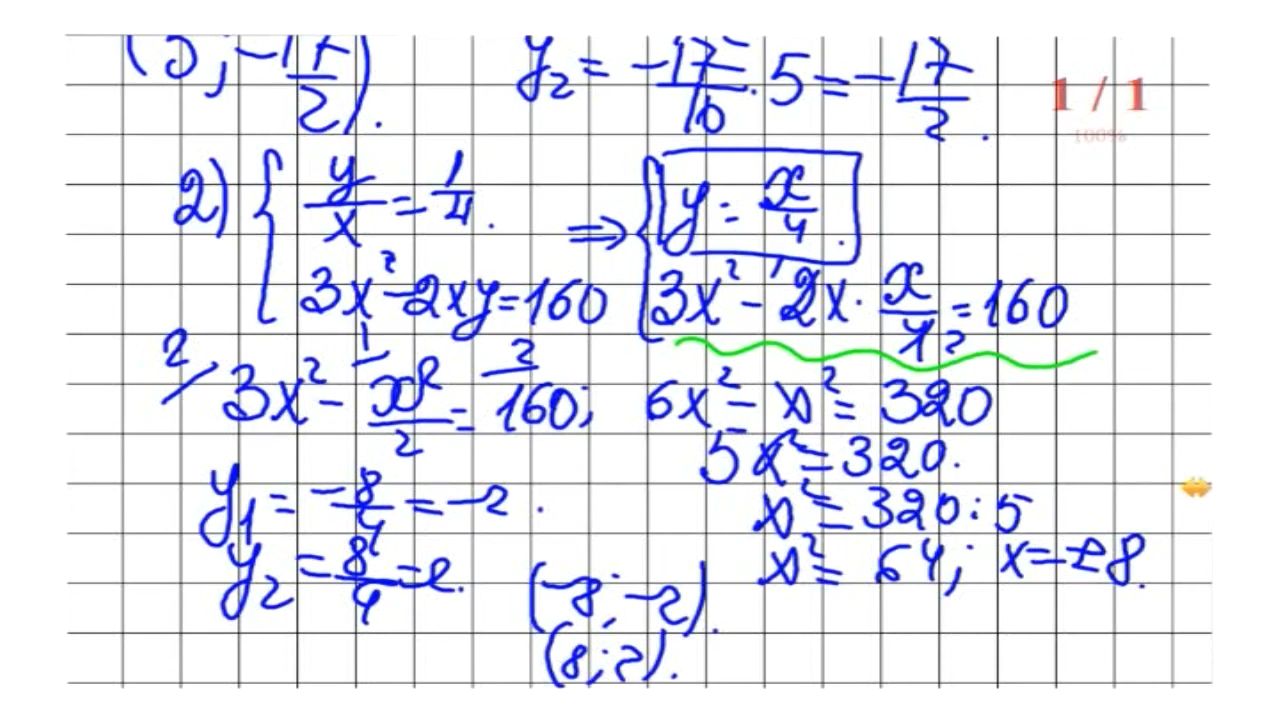 (5; -17/2). y₂ = -17/10 · 5 = -17/2.
1 / 1
100%
2) { y/x = 1/4. ⇒ { y = x/4.
3x² - 2xy = 160 3x² - 2x · x/4 = 160
3x² - x²/2 = 160; 6x² - x² = 320
5x² = 320.
y₁ = -8/4 = -2. x² = 320 : 5
y₂ = 8/4 = 2. x² = 64; x = ±8.
(-8; -2).
(8; 2).